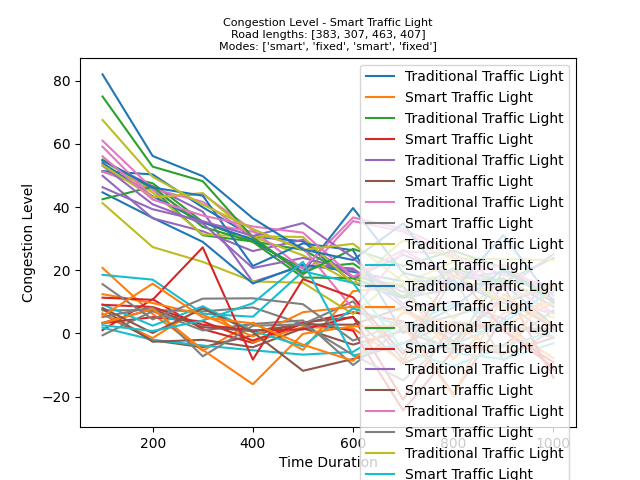 Congestion Level - Smart Traffic Light
Road lengths: [383, 307, 463, 407]
Modes: ['smart', 'fixed', 'smart', 'fixed']
Congestion Level
80
60
40
20
0
−20
200
400
600
800
1000
Time Duration
Traditional Traffic Light
Smart Traffic Light
Traditional Traffic Light
Smart Traffic Light
Traditional Traffic Light
Smart Traffic Light
Traditional Traffic Light
Smart Traffic Light
Traditional Traffic Light
Smart Traffic Light
Traditional Traffic Light
Smart Traffic Light
Traditional Traffic Light
Smart Traffic Light
Traditional Traffic Light
Smart Traffic Light
Traditional Traffic Light
Smart Traffic Light
Traditional Traffic Light
Smart Traffic Light